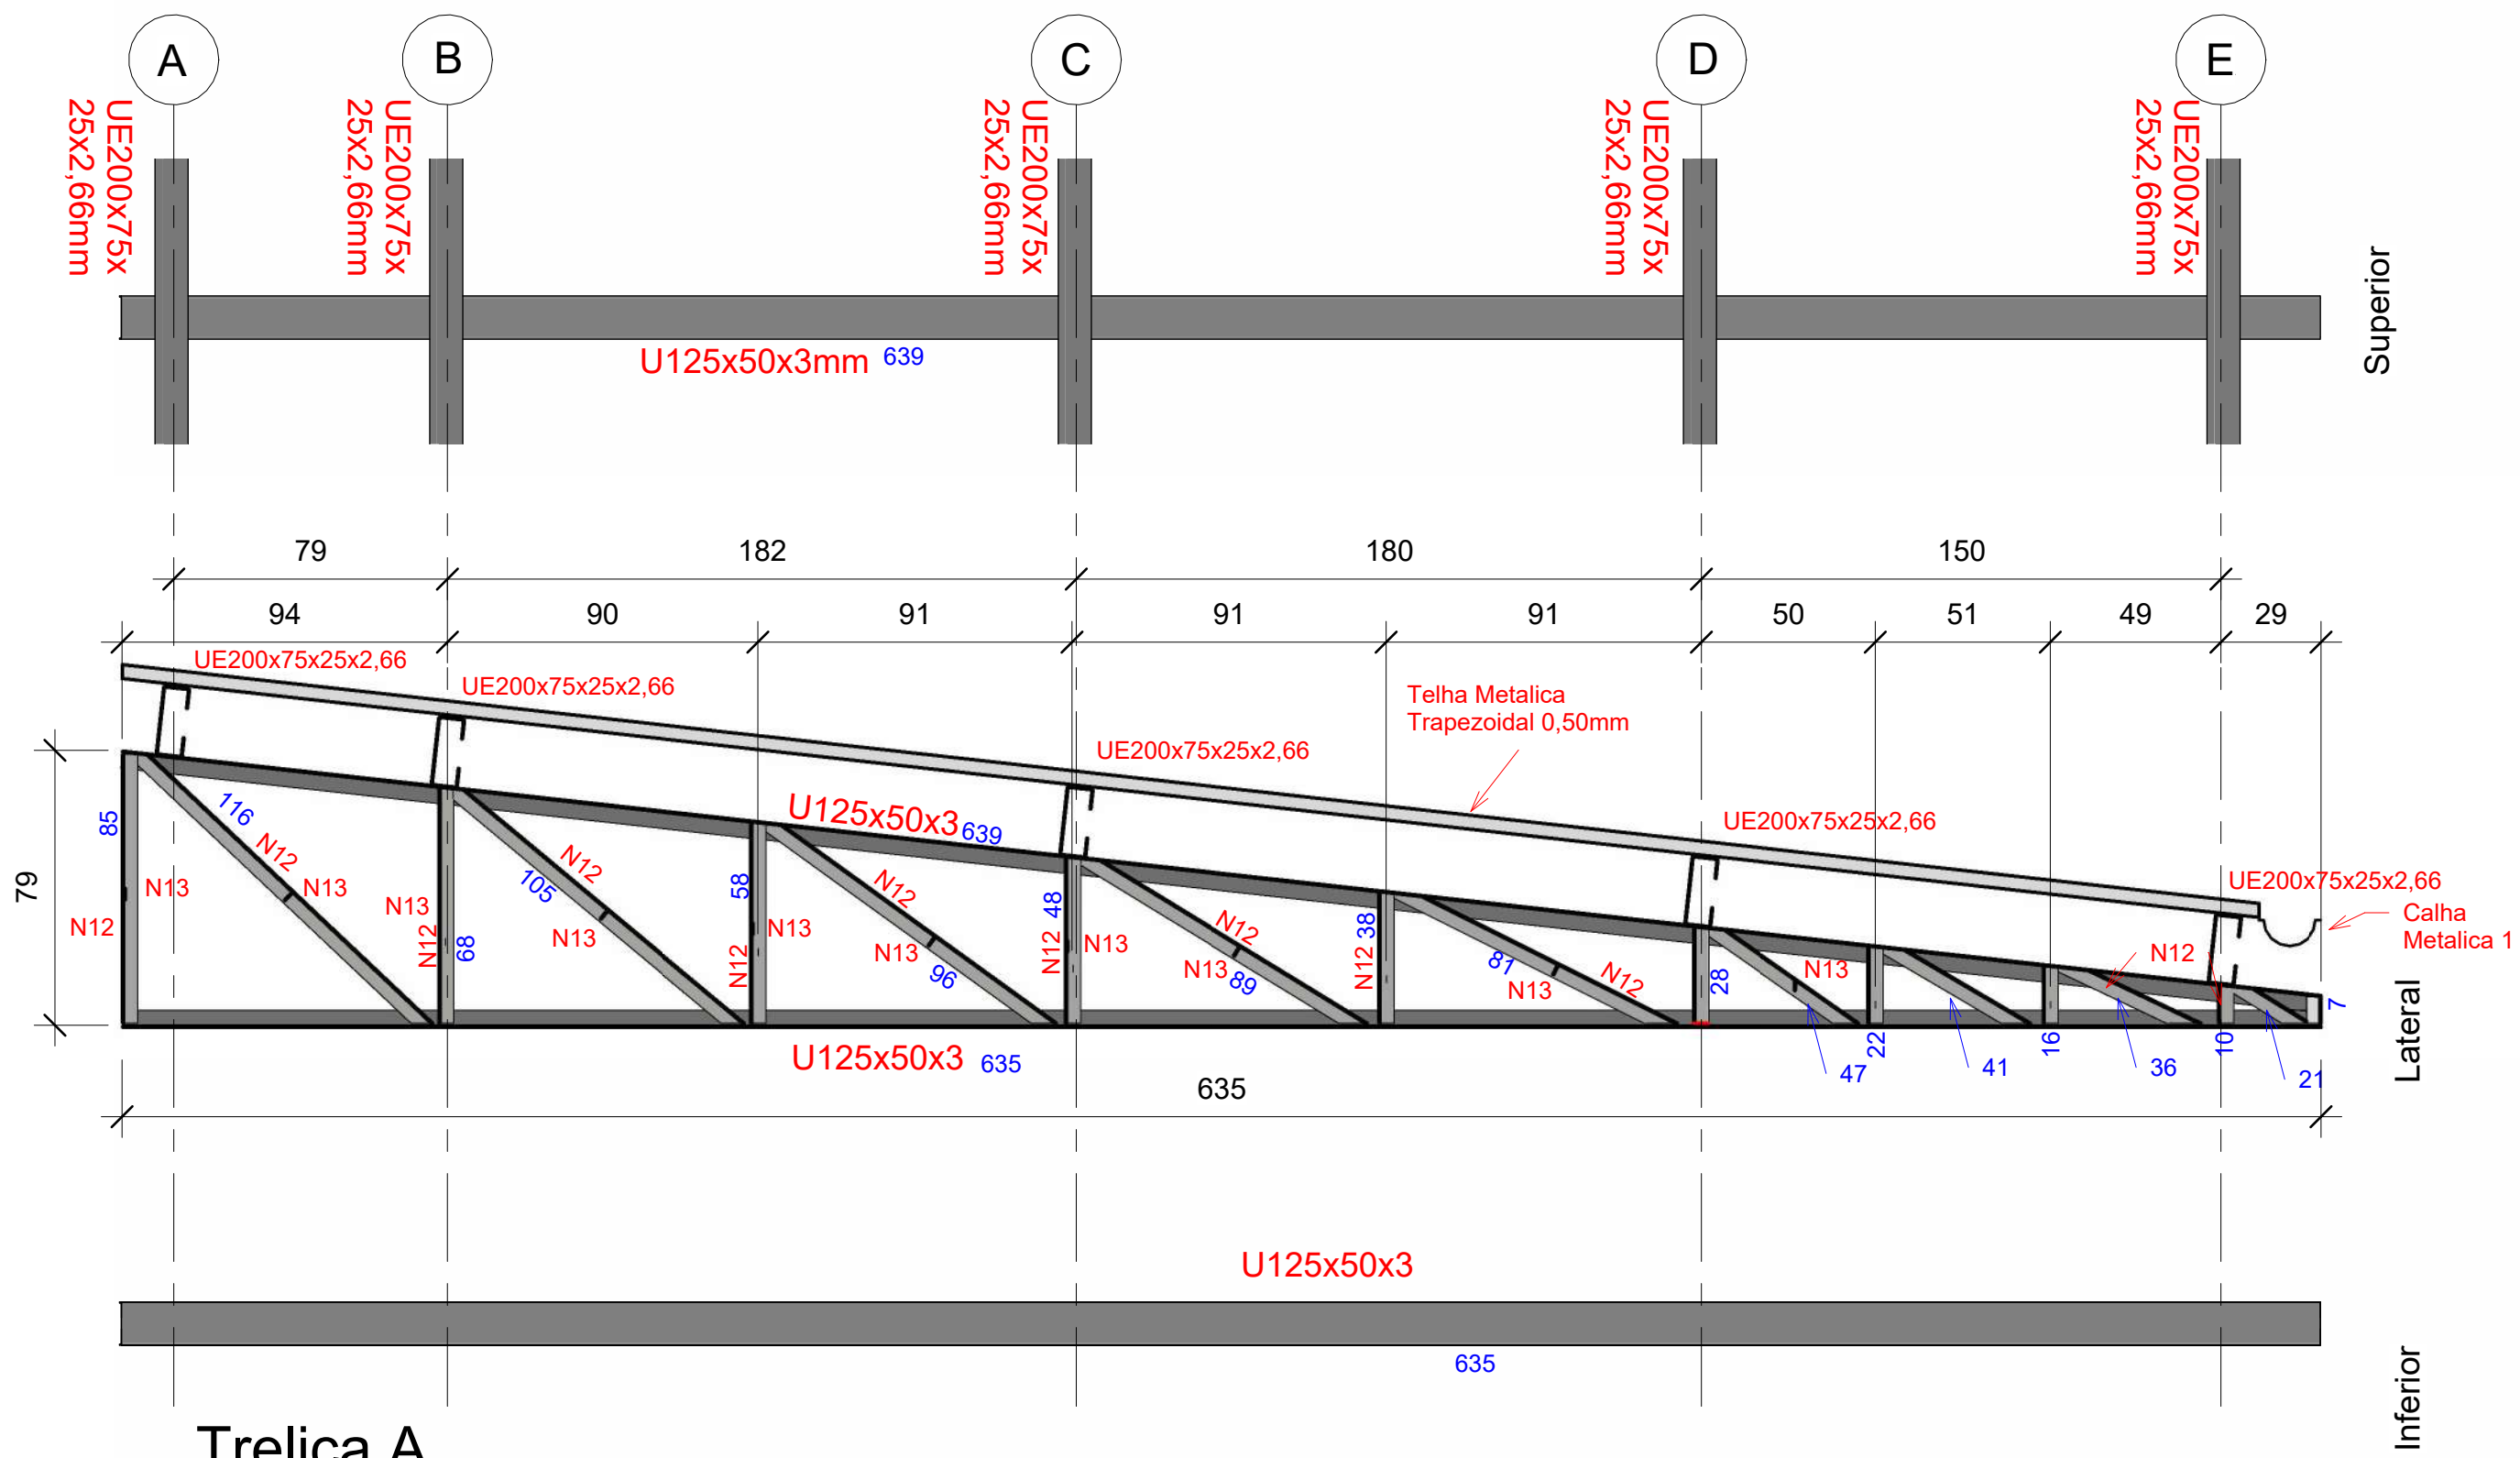 A
B
C
D
E
UE200x75x
25x2,66mm
UE200x75x
25x2,66mm
UE200x75x
25x2,66mm
UE200x75x
25x2,66mm
UE200x75x
25x2,66mm
Superior
U125x50x3mm
639
79
182
180
150
94
90
91
91
91
50
51
49
29
UE200x75x25x2,66
UE200x75x25x2,66
Telha Metalica
Trapezoidal 0,50mm
UE200x75x25x2,66
UE200x75x25x2,66
UE200x75x25x2,66
Calha
Metalica 1
U125x50x3
639
79
85
116
N12
N13
N13
N12
N13
N12
68
N12
105
N13
58
N13
N12
N12
N13
96
48
N12
N13
N12
N13
89
38
N12
81
N13
N12
28
N13
N12
7
47
22
41
16
36
10
21
Lateral
U125x50x3
635
635
U125x50x3
635
Inferior
Trelica A